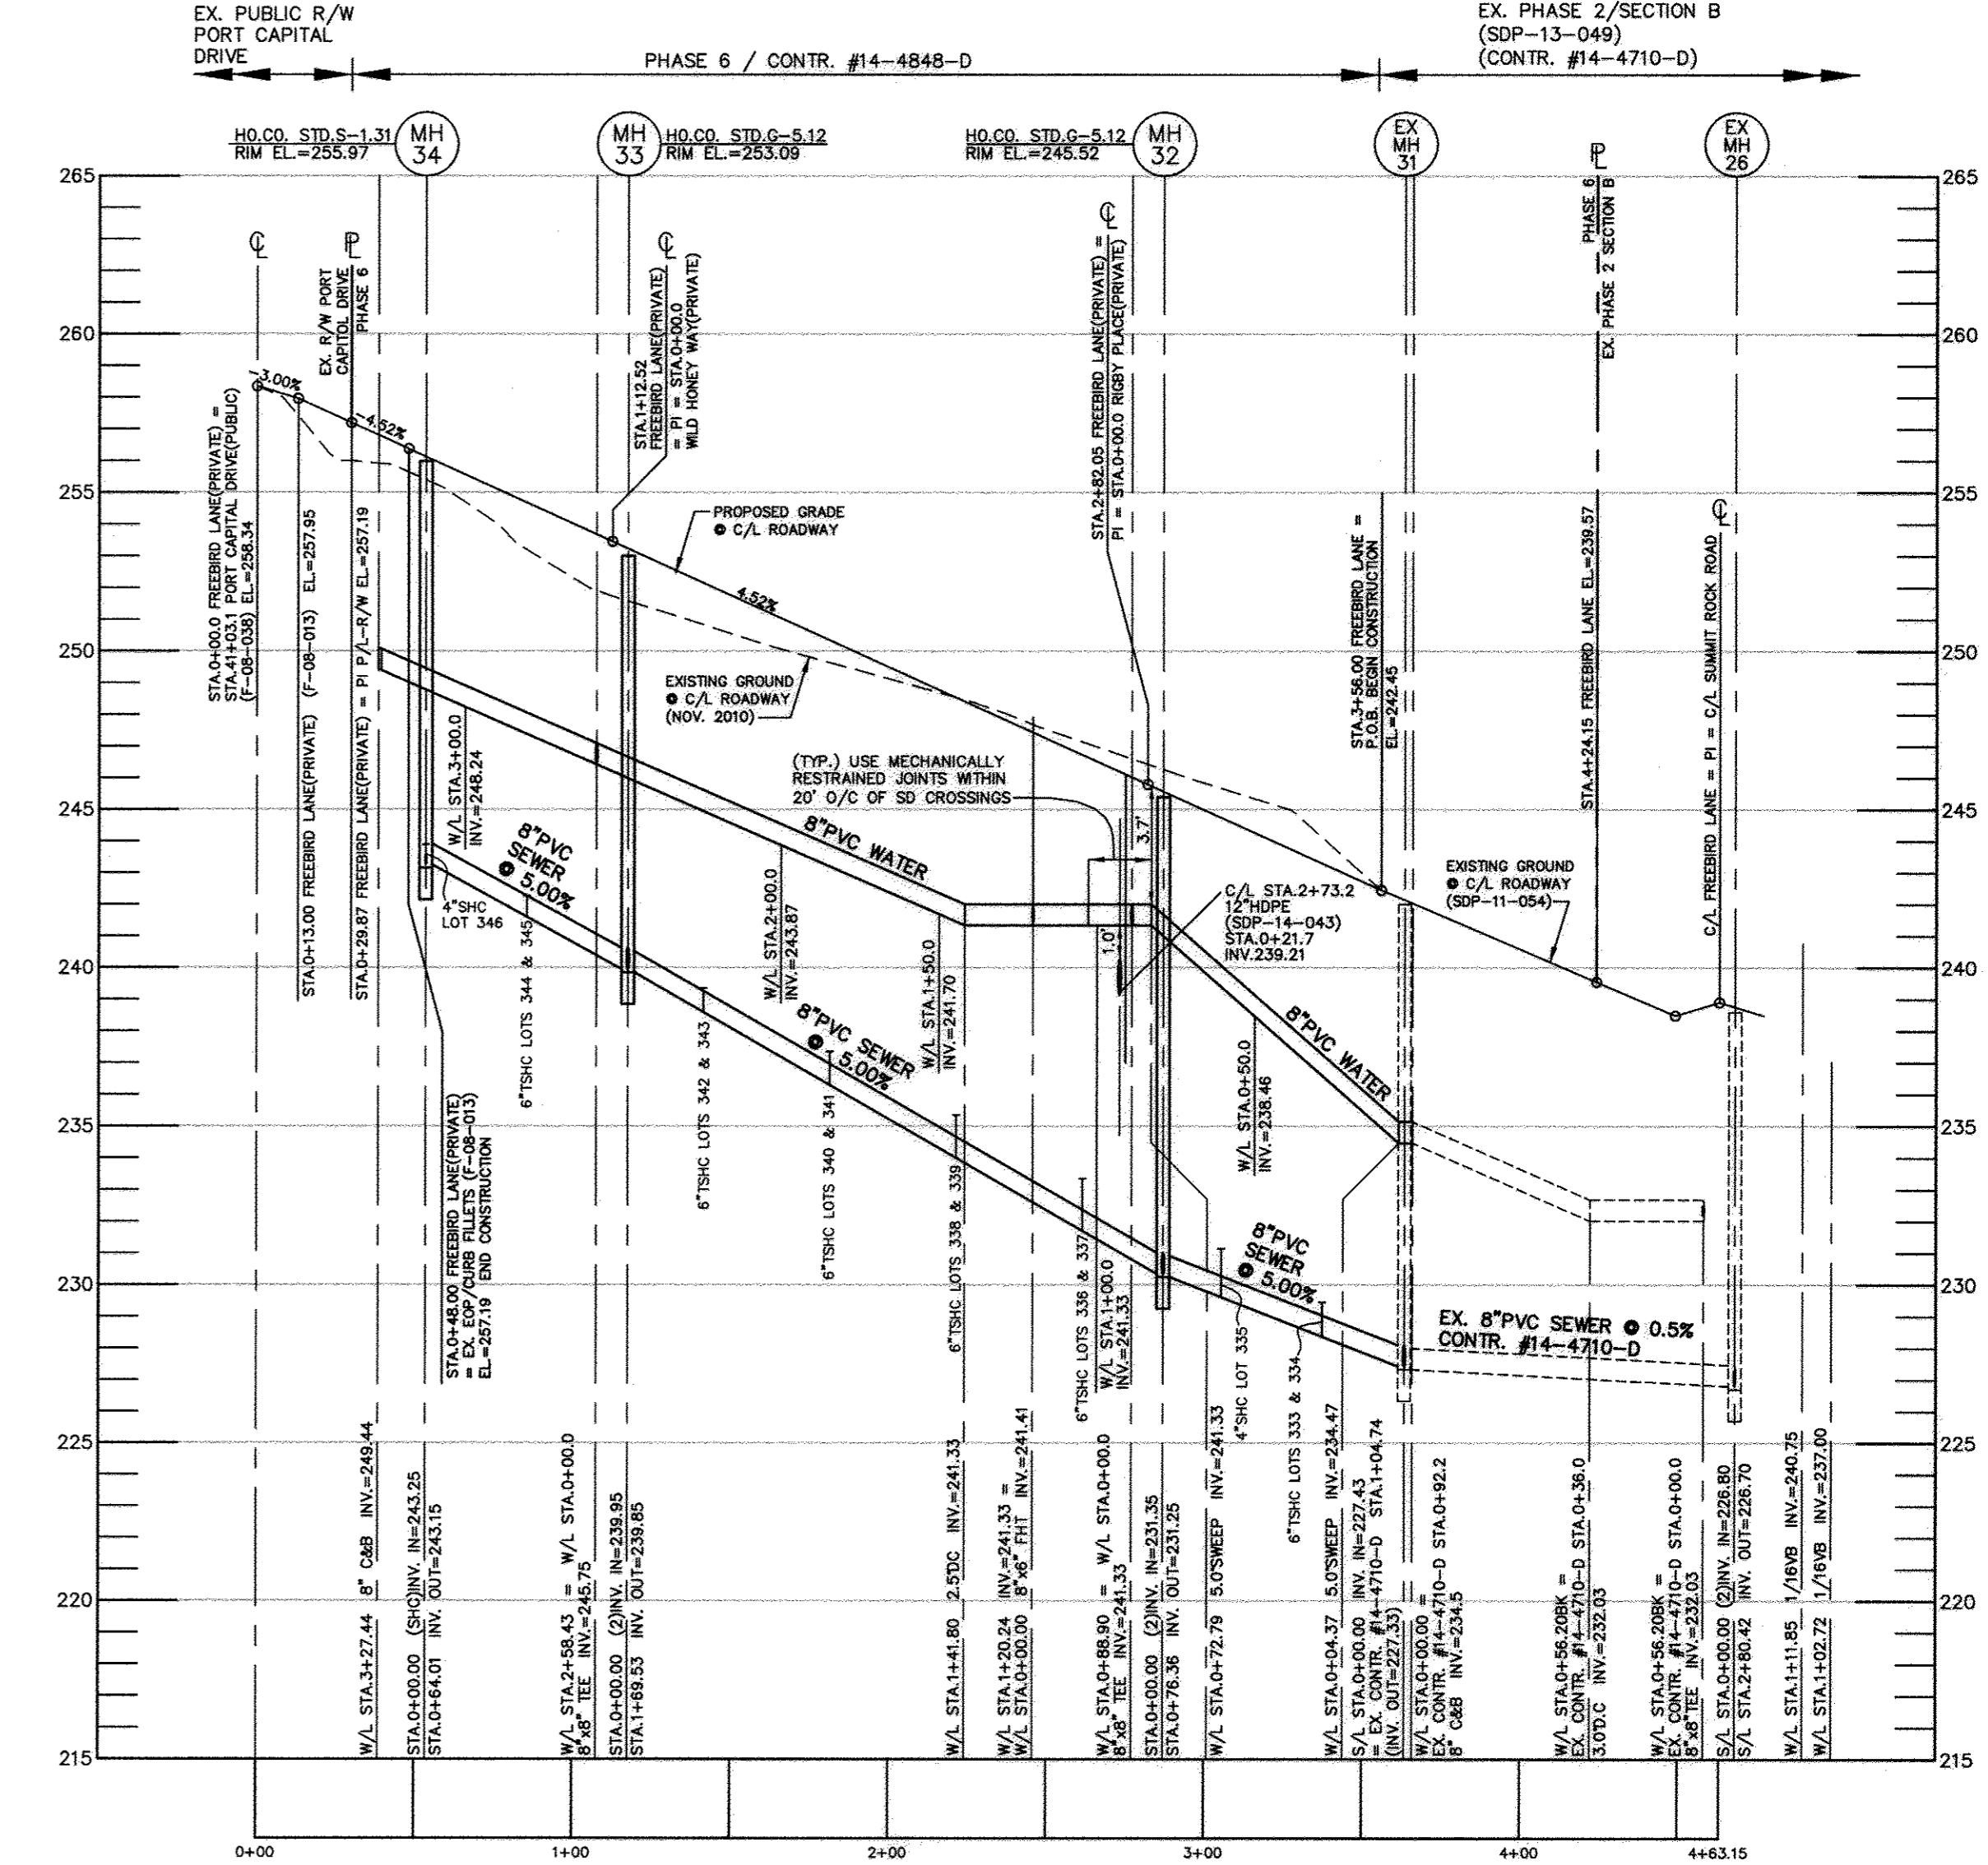 EX. PUBLIC R/W
PORT CAPITAL
DRIVE
PHASE 6 / CONTR. #14-4848-D
EX. PHASE 2/SECTION B
(SDP-13-049)
(CONTR. #14-4710-D)
HO.CO. STD.S-1.31
RIM EL.=255.97
MH
34
MH
33
HO.CO. STD.G-5.12
RIM EL.=253.09
HO.CO. STD.G-5.12
RIM EL.=245.52
MH
32
EX
MH
31
EX
MH
26
265
260
255
250
245
240
235
230
225
220
215
265
260
255
250
245
240
235
230
225
220
215
EX. R/W PORT
CAPITOL DRIVE
PHASE 6
-3.00%
-4.52%
4.52%
STA.0+00.0 FREEBIRD LANE(PRIVATE) =
STA.41+03.1 PORT CAPITAL DRIVE(PUBLIC)
(F-08-038) EL.=258.34
STA.0+13.00 FREEBIRD LANE(PRIVATE) (F-08-013) EL.=257.95
STA.0+29.87 FREEBIRD LANE(PRIVATE) = PI P/L-R/W EL.=257.19
STA.1+12.52
FREEBIRD LANE(PRIVATE)
= PI = STA.0+00.0
WILD HONEY WAY(PRIVATE)
PROPOSED GRADE
@ C/L ROADWAY
EXISTING GROUND
@ C/L ROADWAY
(NOV. 2010)
STA.2+82.05 FREEBIRD LANE(PRIVATE) =
PI = STA.0+00.0 RIGBY PLACE(PRIVATE)
STA.3+56.00 FREEBIRD LANE =
P.O.B. BEGIN CONSTRUCTION
EL=242.45
PHASE 6
EX. PHASE 2 SECTION B
STA.4+24.15 FREEBIRD LANE EL.=239.57
C/L FREEBIRD LANE = PI = C/L SUMMIT ROCK ROAD
EXISTING GROUND
@ C/L ROADWAY
(SDP-11-054)
(TYP.) USE MECHANICALLY
RESTRAINED JOINTS WITHIN
20' O/C OF SD CROSSINGS
3.7'
1.0'
C/L STA.2+73.2
12"HDPE
(SDP-14-043)
STA.0+21.7
INV.239.21
W/L STA.3+00.0
INV.=248.24
8"PVC
SEWER
@ 5.00%
4"SHC
LOT 346
6"TSHC LOTS 344 & 345
8"PVC WATER
W/L STA.2+00.0
INV.=243.87
8"PVC SEWER
@ 5.00%
6"TSHC LOTS 342 & 343
6"TSHC LOTS 340 & 341
W/L STA.1+50.0
INV.=241.70
6"TSHC LOTS 338 & 339
6"TSHC LOTS 336 & 337
W/L STA.1+00.0
INV.=241.33
8"PVC WATER
W/L STA.0+50.0
INV.=238.46
8"PVC
SEWER
@ 5.00%
4"SHC LOT 335
6"TSHC LOTS 333 & 334
EX. 8"PVC SEWER @ 0.5%
CONTR. #14-4710-D
STA.0+48.00 FREEBIRD LANE(PRIVATE)
= EX. EOP/CURB FILLETS (F-08-013)
EL=257.19 END CONSTRUCTION
W/L STA.3+27.44 8" C&B INV.=249.44
STA.0+00.00 (SHC)INV. IN=243.25
STA.0+64.01 INV. OUT=243.15
W/L STA.2+58.43 = W/L STA.0+00.0
8"x8" TEE INV.=245.75
STA.0+00.00 (2)INV. IN=239.95
STA.1+69.53 INV. OUT=239.85
W/L STA.1+41.80 2.5'DC INV.=241.33
W/L STA.1+20.24 INV.=241.33 =
W/L STA.0+00.00 8"x6" FHT INV.=241.41
W/L STA.0+88.90 = W/L STA.0+00.0
8"x8" TEE INV.=241.33
STA.0+00.00 (2)INV. IN=231.35
STA.0+76.36 INV. OUT=231.25
W/L STA.0+72.79 5.0'SWEEP INV.=241.33
W/L STA.0+04.37 5.0'SWEEP INV.=234.47
S/L STA.0+00.00 INV. IN=227.43
= EX. CONTR. #14-4710-D STA.1+04.74
(INV. OUT=227.33)
W/L STA.0+00.00 =
EX. CONTR. #14-4710-D STA.0+92.2
8" C&B INV.=234.5
W/L STA.0+56.20BK =
EX. CONTR. #14-4710-D STA.0+36.0
3.0'D.C INV.=232.03
W/L STA.0+56.20BK =
EX. CONTR. #14-4710-D STA.0+00.0
8"x8"TEE INV.=232.03
S/L STA.0+00.00 (2)INV. IN=226.80
S/L STA.2+80.42 INV. OUT=226.70
W/L STA.1+11.85 1/16VB INV.=240.75
W/L STA.1+02.72 1/16VB INV.=237.00
0+00
1+00
2+00
3+00
4+00
4+63.15